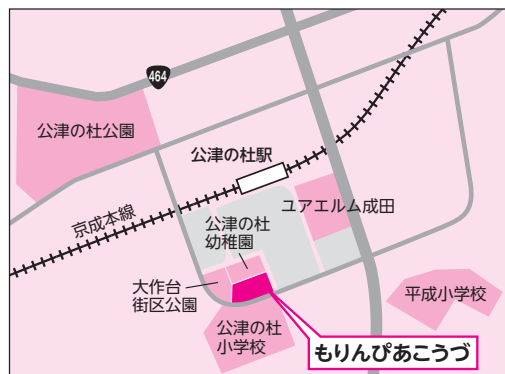 464
公津の杜公園
公津の杜駅
京成本線
ユアエルム成田
公津の杜
幼稚園
大作台
街区公園
平成小学校
公津の杜
小学校
もりんぴあこうづ